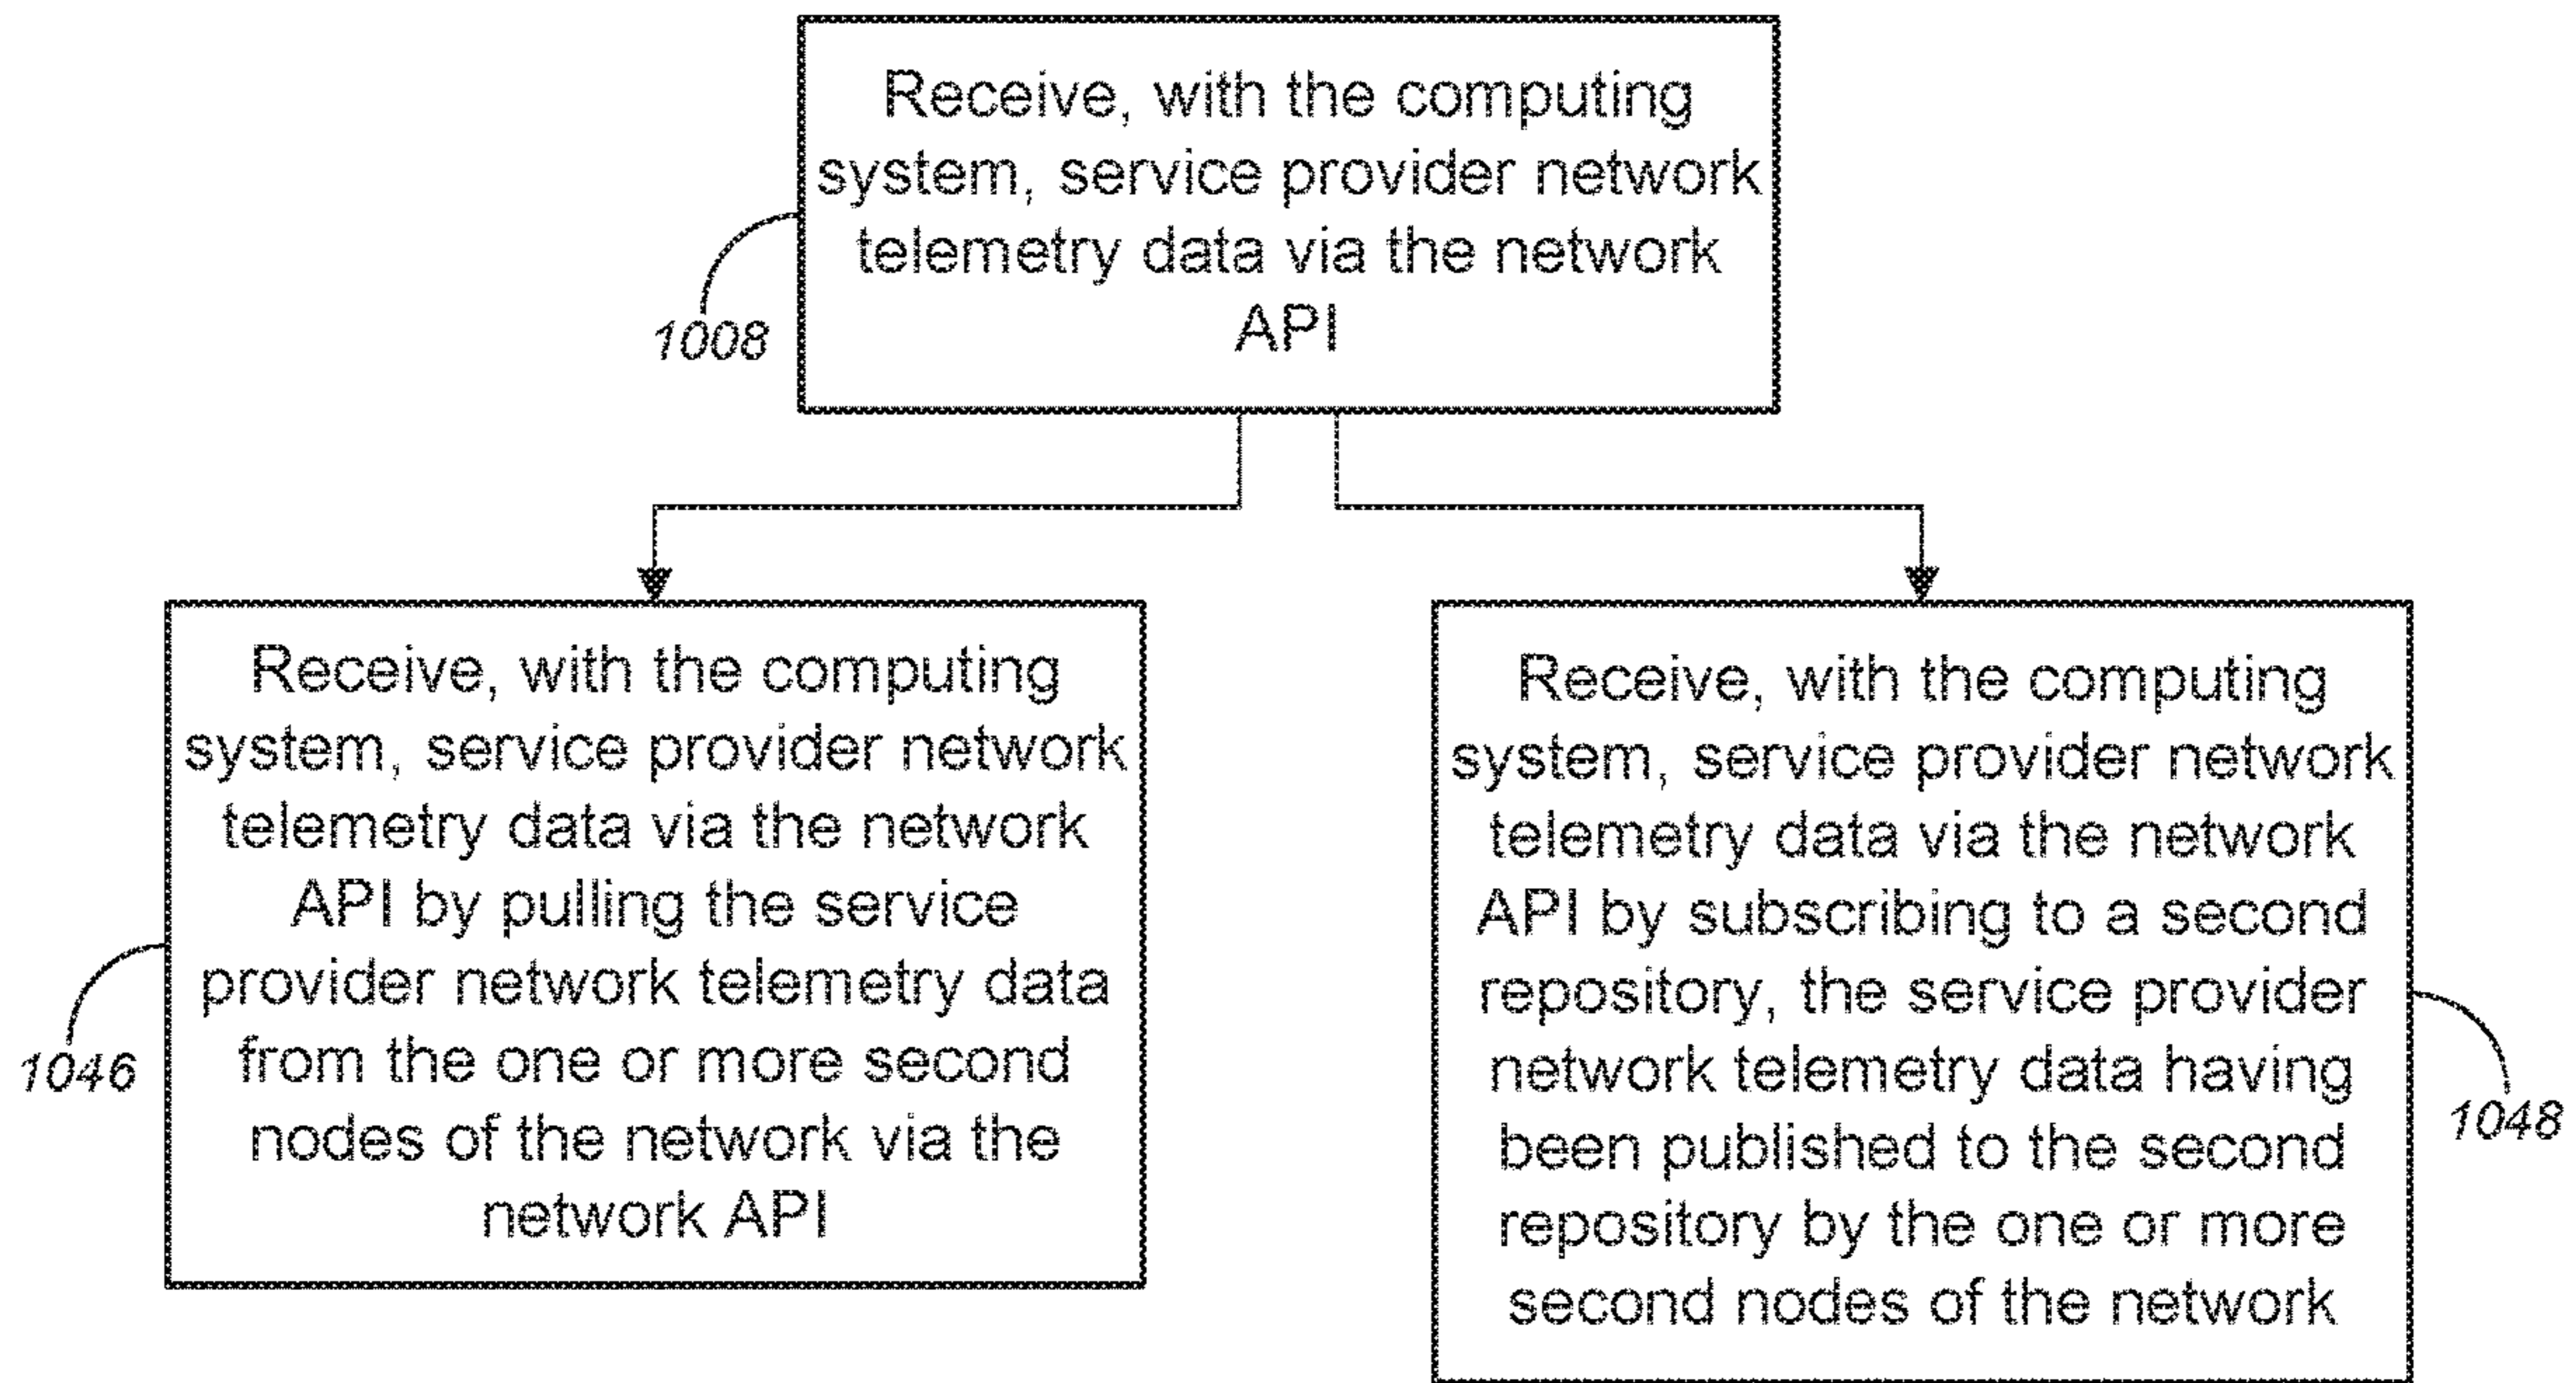 Receive, with the computing
system, service provider network
telemetry data via the network
API
1008
Receive, with the computing
system, service provider network
telemetry data via the network
API by pulling the service
provider network telemetry data
from the one or more second
nodes of the network via the
network API
1046
Receive, with the computing
system, service provider network
telemetry data via the network
API by subscribing to a second
repository, the service provider
network telemetry data having
been published to the second
repository by the one or more
second nodes of the network
1048